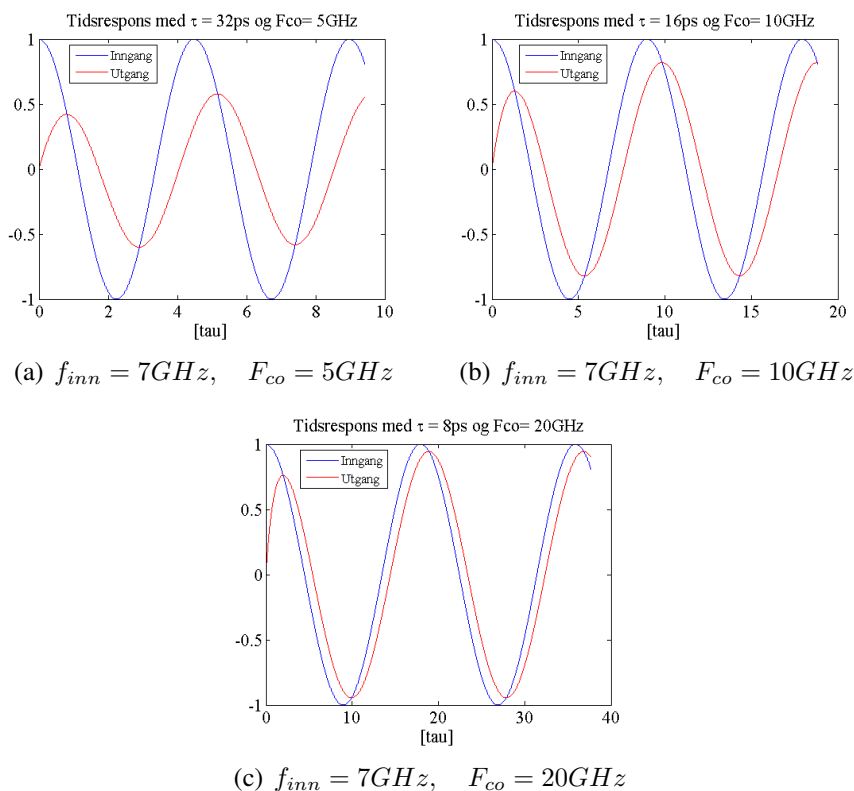 Tidsrespons med τ = 32ps og Fco= 5GHz
1
0.5
0
-0.5
-1
0 2 4 6 8 10
[tau]
Inngang
Utgang
(a) f_inn = 7GHz, F_co = 5GHz
Tidsrespons med τ = 16ps og Fco= 10GHz
1
0.5
0
-0.5
-1
0 5 10 15 20
[tau]
Inngang
Utgang
(b) f_inn = 7GHz, F_co = 10GHz
Tidsrespons med τ = 8ps og Fco= 20GHz
1
0.5
0
-0.5
-1
0 10 20 30 40
[tau]
Inngang
Utgang
(c) f_inn = 7GHz, F_co = 20GHz